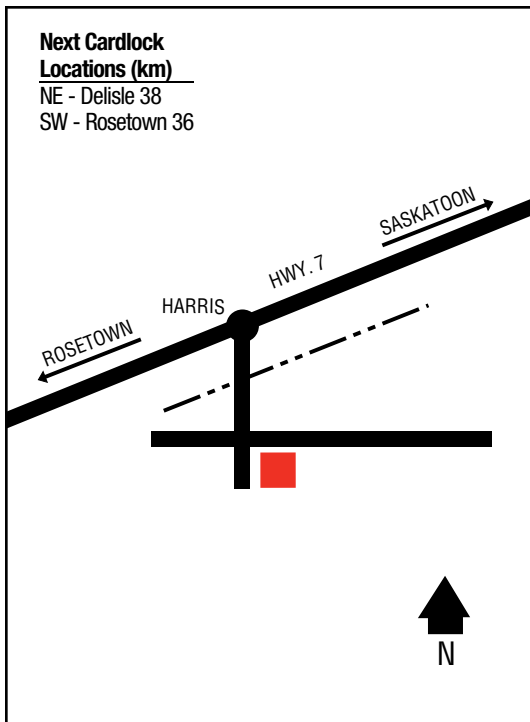 Next Cardlock
Locations (km)
NE - Delisle 38
SW - Rosetown 36
SASKATOON
HWY.7
HARRIS
ROSETOWN
N